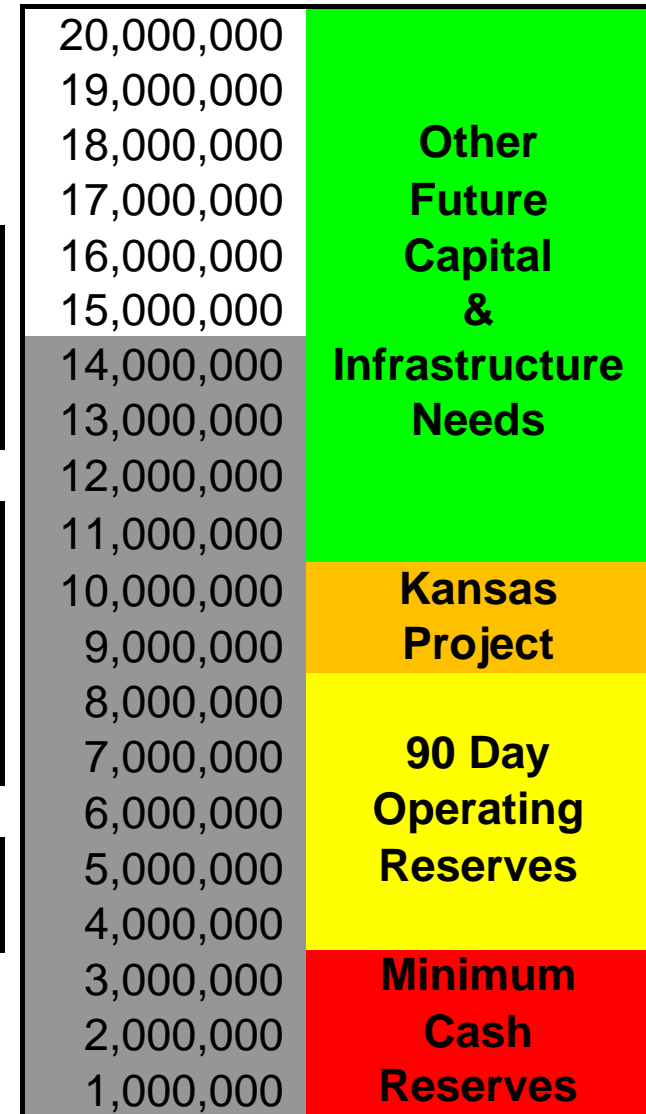 20,000,000
19,000,000
18,000,000 Other
17,000,000 Future
16,000,000 Capital
15,000,000 &
14,000,000 Infrastructure
13,000,000 Needs
12,000,000
11,000,000
10,000,000 Kansas
9,000,000 Project
8,000,000
7,000,000 90 Day
6,000,000 Operating
5,000,000 Reserves
4,000,000
3,000,000 Minimum
2,000,000 Cash
1,000,000 Reserves